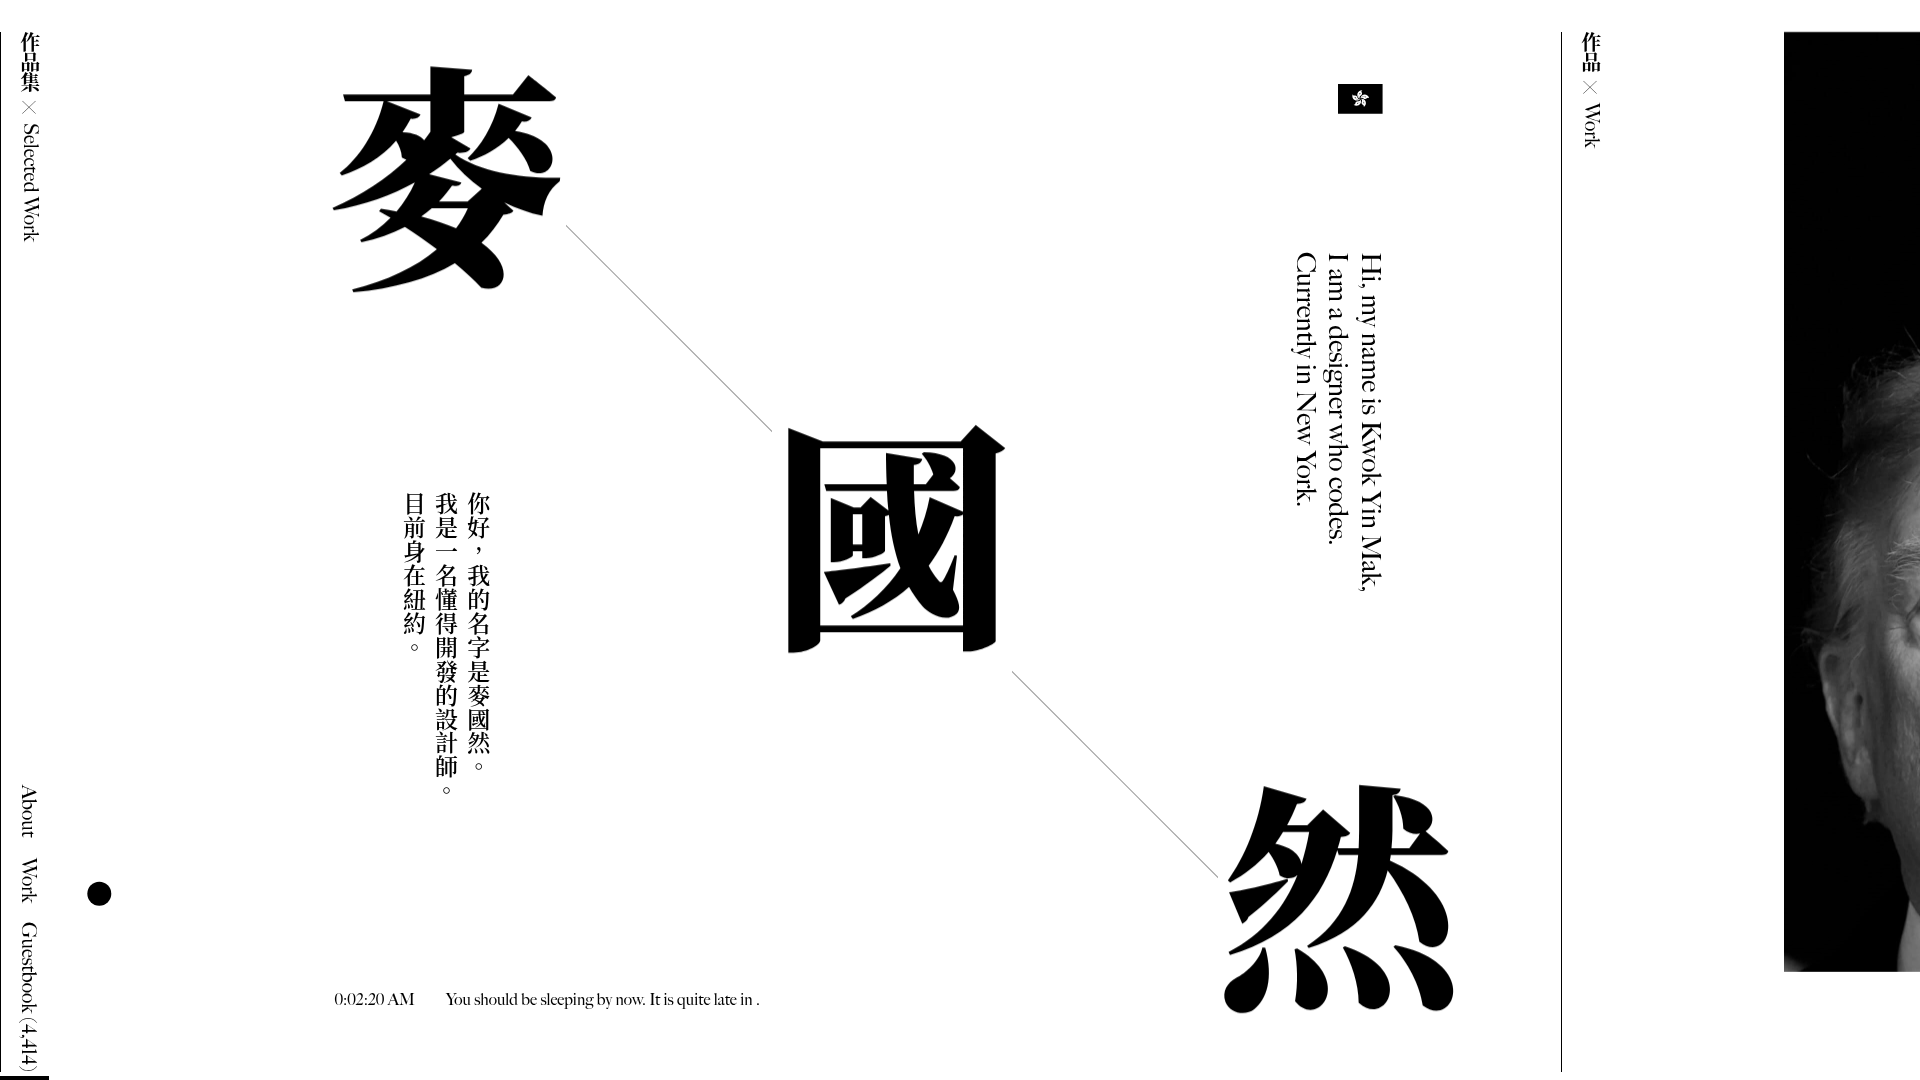 作品集 × Selected Work
About
Work
Guestbook (4,414)
麥
國
然
你好，我的名字是麥國然。
我是一名懂得開發的設計師。
目前身在紐約。
Hi, my name is Kwok Yin Mak,
I am a designer who codes.
Currently in New York.
0:02:20 AM
You should be sleeping by now. It is quite late in .
作品 × Work